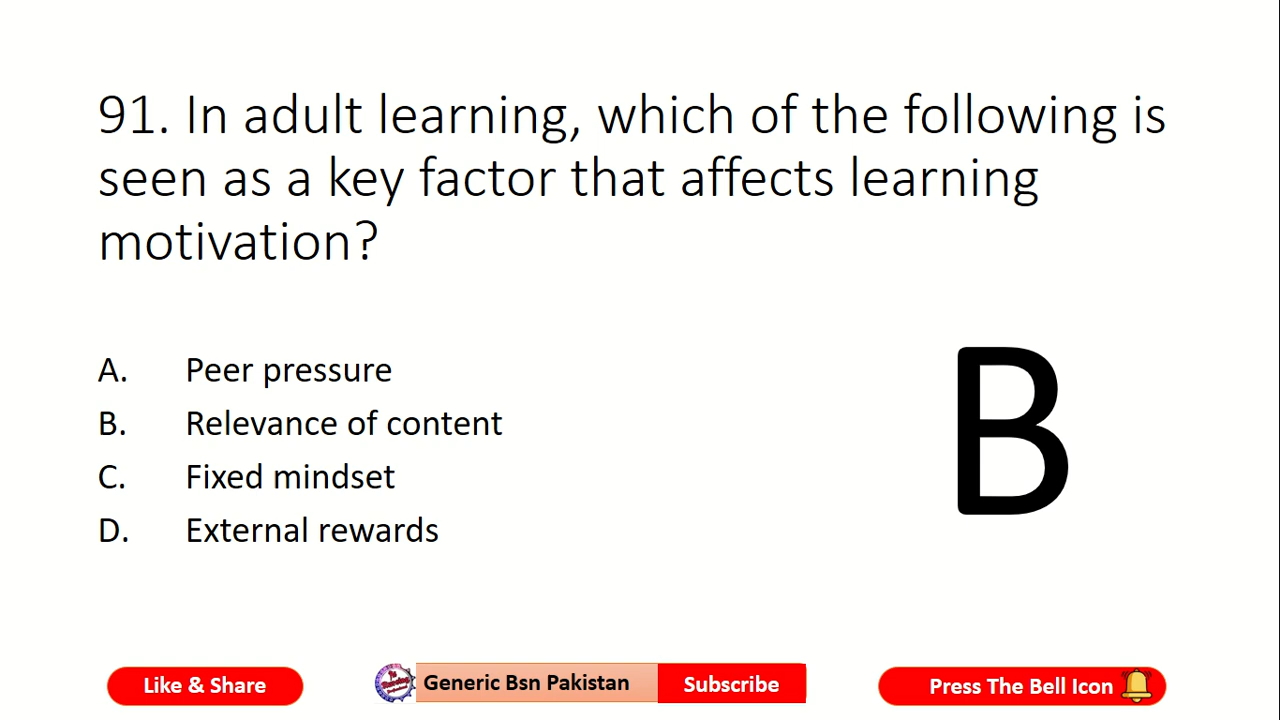 91. In adult learning, which of the following is
seen as a key factor that affects learning
motivation?
A. Peer pressure
B. Relevance of content
C. Fixed mindset
D. External rewards
B
Like & Share
Generic Bsn Pakistan
Subscribe
Press The Bell Icon